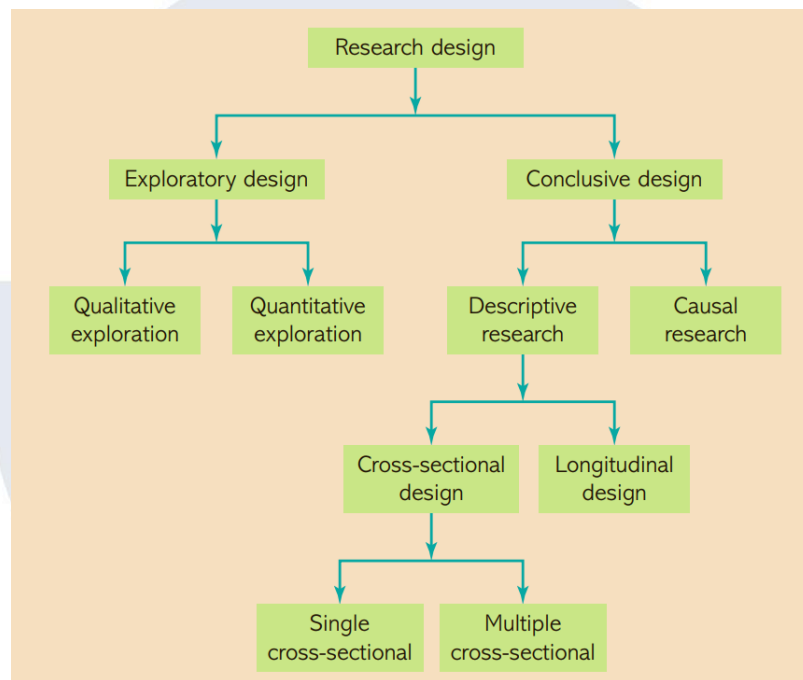 Research design
Exploratory design
Conclusive design
Qualitative
exploration
Quantitative
exploration
Descriptive
research
Causal
research
Cross-sectional
design
Longitudinal
design
Single
cross-sectional
Multiple
cross-sectional